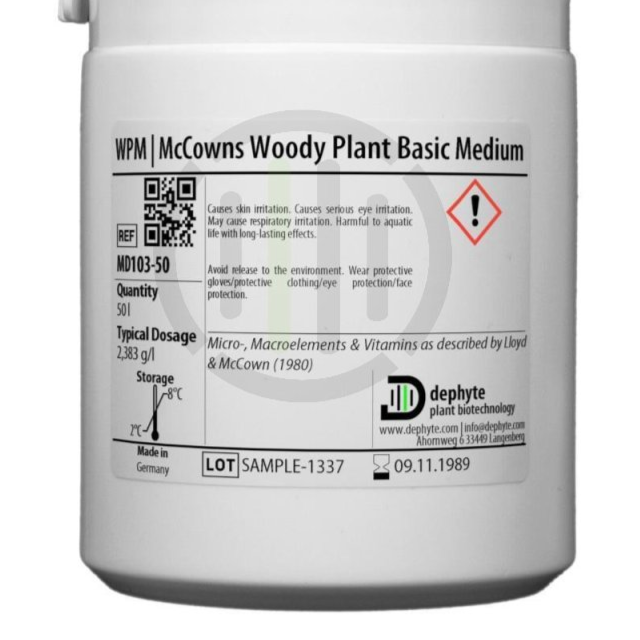 WPM | McCowns Woody Plant Basic Medium
REF
MD103-50
Quantity
50 l
Typical Dosage
2,383 g/l
Storage
8°C
2°C
Made in
Germany
Causes skin irritation. Causes serious eye irritation.
May cause respiratory irritation. Harmful to aquatic
life with long-lasting effects.
Avoid release to the environment. Wear protective
gloves/protective clothing/eye protection/face
protection.
Micro-, Macroelements & Vitamins as described by Lloyd
& McCown (1980)
dephyte
plant biotechnology
www.dephyte.com | info@dephyte.com
Ahornweg 6 33449 Langenberg
LOT SAMPLE-1337
09.11.1989